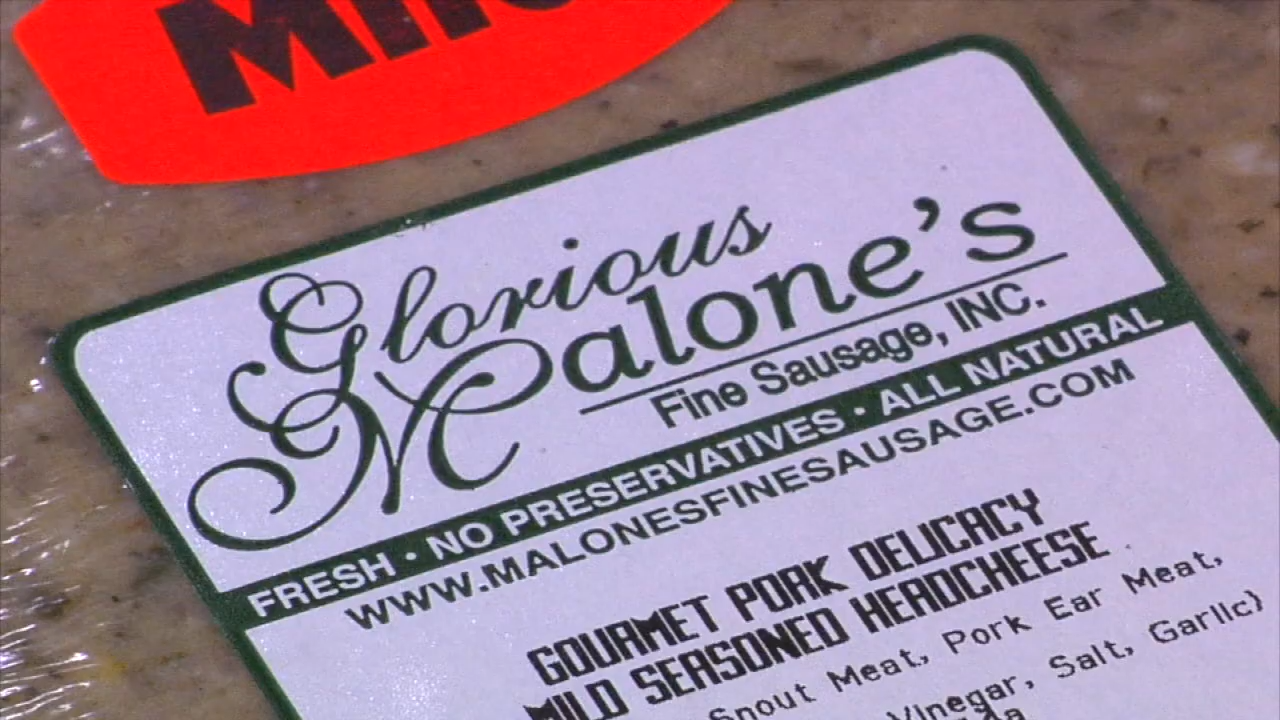 Glorious
Malone's
Fine Sausage, INC.
FRESH • NO PRESERVATIVES • ALL NATURAL
WWW.MALONESFINESAUSAGE.COM
GOURMET PORK DELICACY
MILD SEASONED HEADCHEESE
Snout Meat, Pork Ear Meat,
Vinegar, Salt, Garlic)